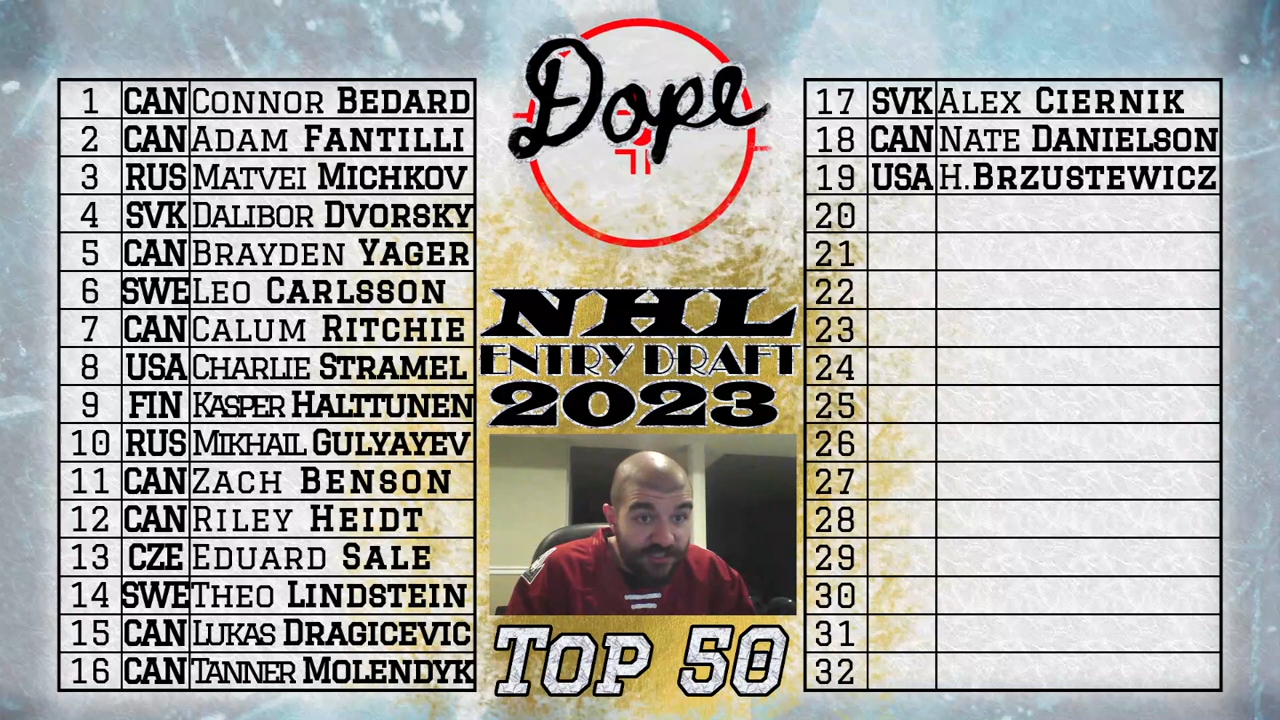 Dope
NHL
ENTRY DRAFT
2023
TOP 50
1 CAN CONNOR BEDARD
2 CAN ADAM FANTILLI
3 RUS MATVEI MICHKOV
4 SVK DALIBOR DVORSKY
5 CAN BRAYDEN YAGER
6 SWE LEO CARLSSON
7 CAN CALUM RITCHIE
8 USA CHARLIE STRAMEL
9 FIN KASPER HALTTUNEN
10 RUS MIKHAIL GULYAYEV
11 CAN ZACH BENSON
12 CAN RILEY HEIDT
13 CZE EDUARD SALE
14 SWE THEO LINDSTEIN
15 CAN LUKAS DRAGICEVIC
16 CAN TANNER MOLENDYK
17 SVK ALEX CIERNIK
18 CAN NATE DANIELSON
19 USA H.BRZUSTEWICZ
20
21
22
23
24
25
26
27
28
29
30
31
32